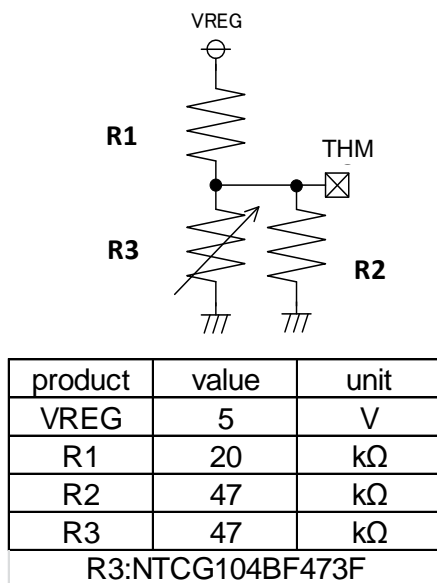 VREG
R1
THM
R3
R2
product value unit
VREG 5 V
R1 20 kΩ
R2 47 kΩ
R3 47 kΩ
R3:NTCG104BF473F